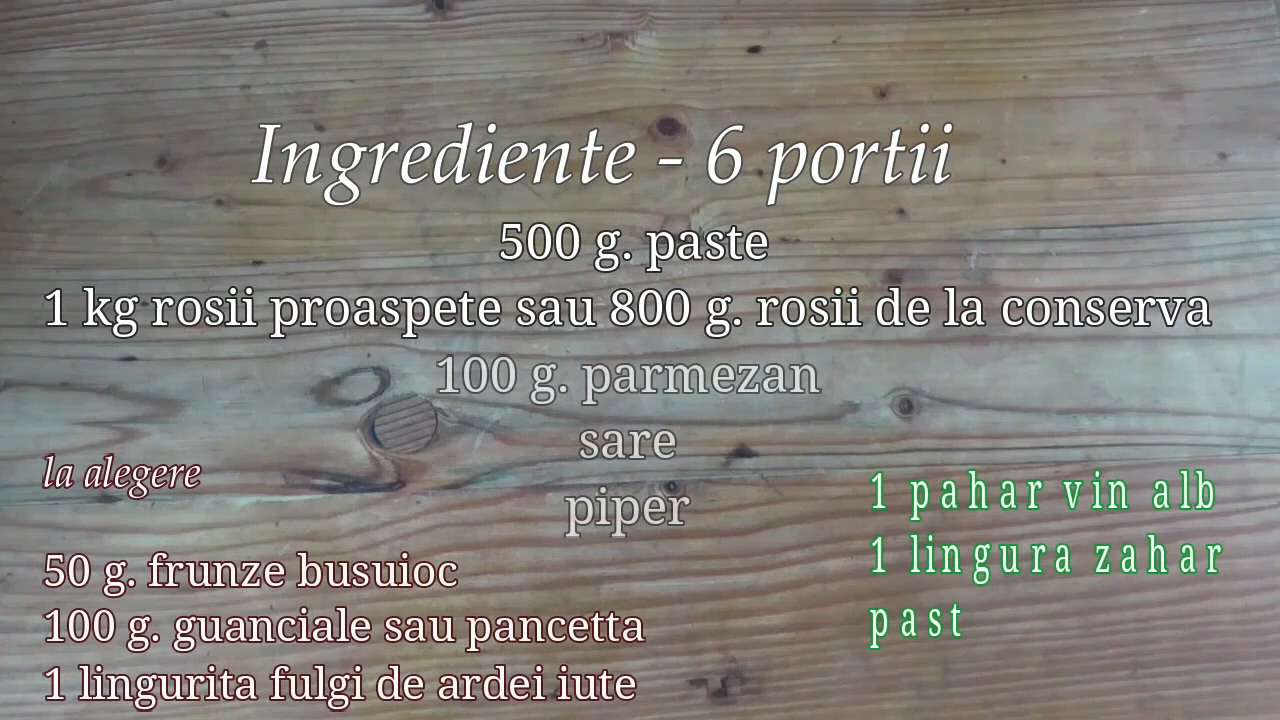 Ingrediente - 6 portii
500 g. paste
1 kg rosii proaspete sau 800 g. rosii de la conserva
100 g. parmezan
sare
piper
la alegere
50 g. frunze busuioc
100 g. guanciale sau pancetta
1 lingurita fulgi de ardei iute
1 pahar vin alb
1 lingura zahar
past